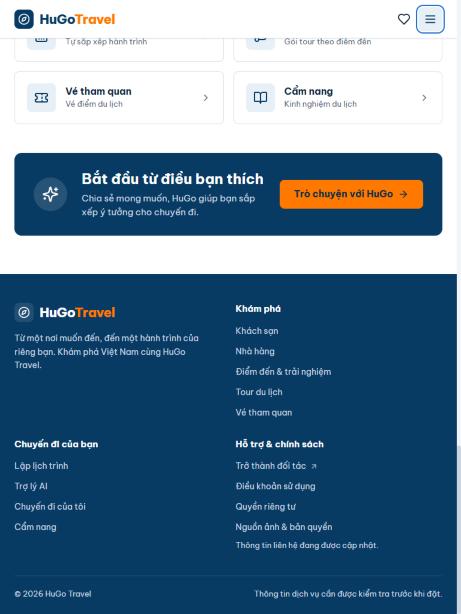 HuGoTravel
Tự sắp xếp hành trình
Gói tour theo điểm đến
Vé tham quan
Vé điểm du lịch
Cẩm nang
Kinh nghiệm du lịch
Bắt đầu từ điều bạn thích
Chia sẻ mong muốn, HuGo giúp bạn sắp
xếp ý tưởng cho chuyến đi.
Trò chuyện với HuGo
HuGoTravel
Từ một nơi muốn đến, đến một hành trình của
riêng bạn. Khám phá Việt Nam cùng HuGo
Travel.
Khám phá
Khách sạn
Nhà hàng
Điểm đến & trải nghiệm
Tour du lịch
Vé tham quan
Chuyến đi của bạn
Lập lịch trình
Trợ lý AI
Chuyến đi của tôi
Cẩm nang
Hỗ trợ & chính sách
Trở thành đối tác
Điều khoản sử dụng
Quyền riêng tư
Nguồn ảnh & bản quyền
Thông tin liên hệ đang được cập nhật.
© 2026 HuGo Travel
Thông tin dịch vụ cần được kiểm tra trước khi đặt.